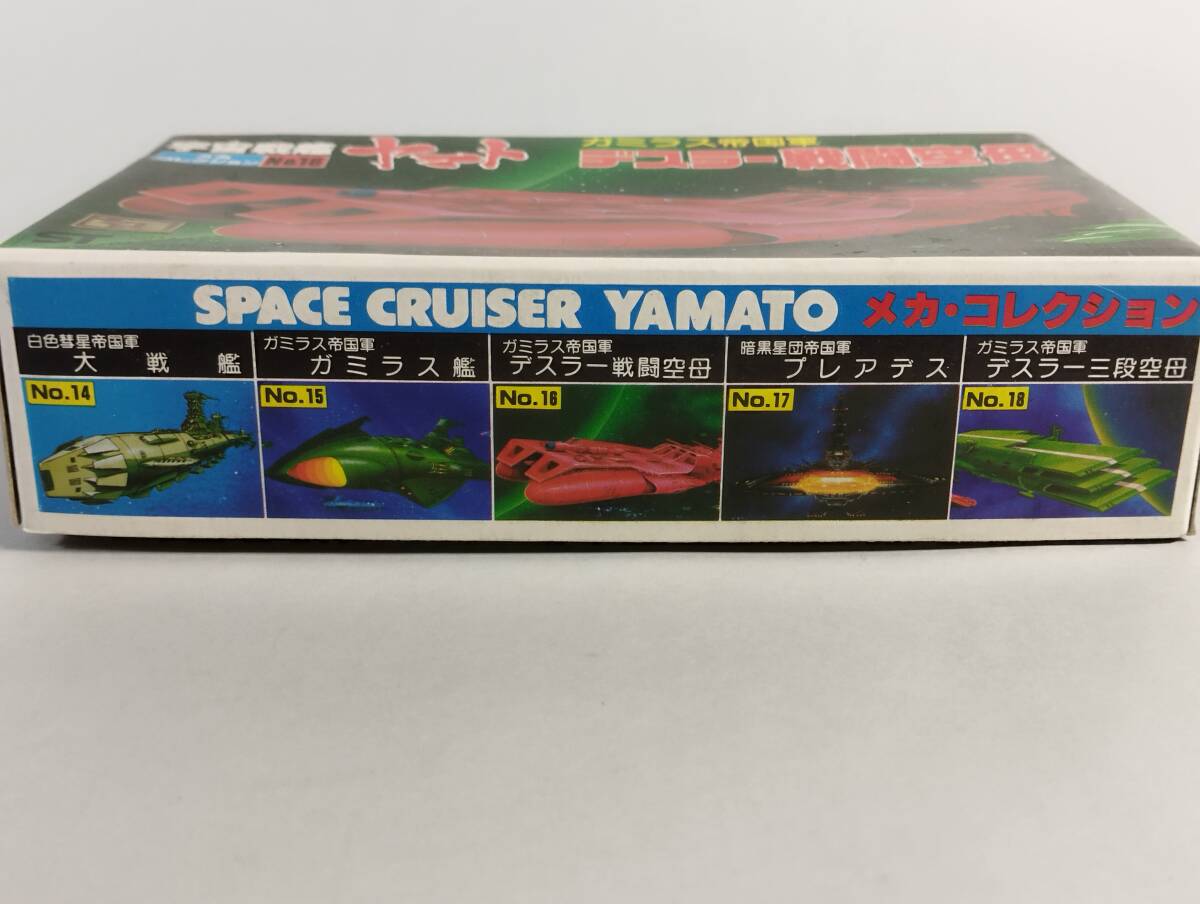 宇宙戦艦
No.16
ヤマト
ガミラス帝国軍
デスラー戦闘空母
SPACE CRUISER YAMATO メカ・コレクション
白色彗星帝国軍
大戦艦
No.14
ガミラス帝国軍
ガミラス艦
No.15
ガミラス帝国軍
デスラー戦闘空母
No.16
暗黒星団帝国軍
プレアデス
No.17
ガミラス帝国軍
デスラー三段空母
No.18